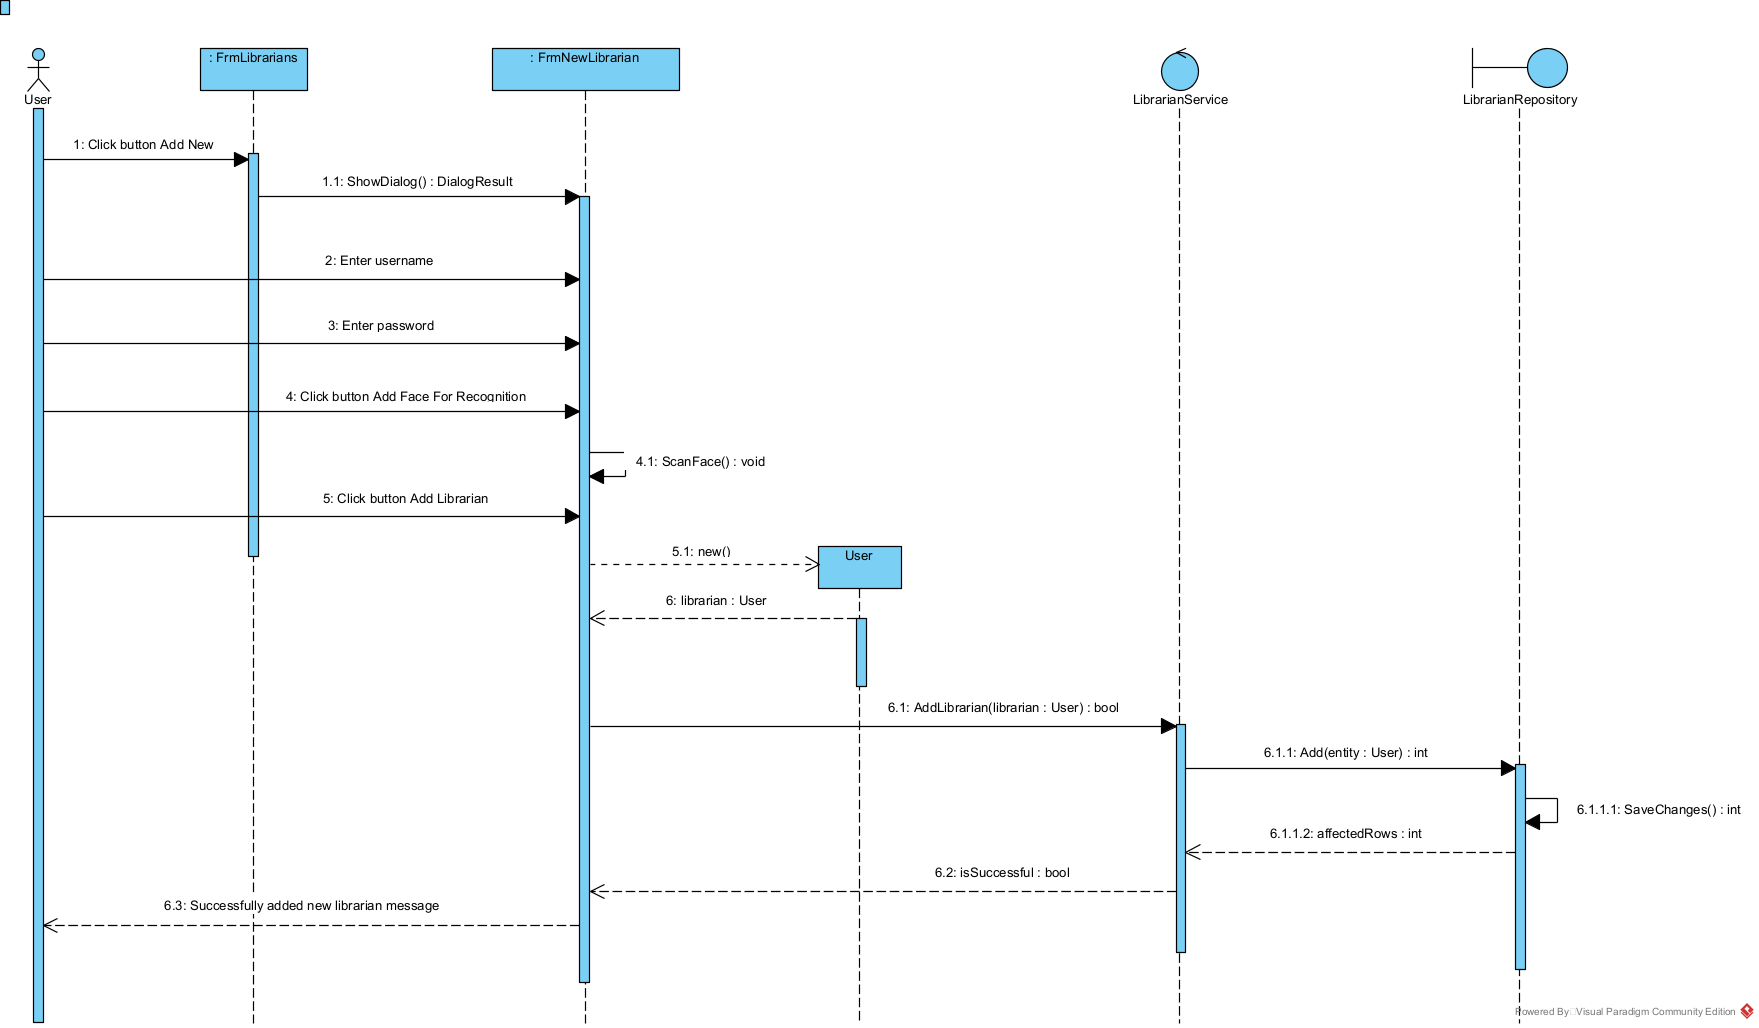 : FrmLibrarians
: FrmNewLibrarian
User
LibrarianService
LibrarianRepository
1: Click button Add New
1.1: ShowDialog() : DialogResult
2: Enter username
3: Enter password
4: Click button Add Face For Recognition
4.1: ScanFace() : void
5: Click button Add Librarian
5.1: new()
User
6: librarian : User
6.1: AddLibrarian(librarian : User) : bool
6.1.1: Add(entity : User) : int
6.1.1.1: SaveChanges() : int
6.1.1.2: affectedRows : int
6.2: isSuccessful : bool
6.3: Successfully added new librarian message
Powered By Visual Paradigm Community Edition